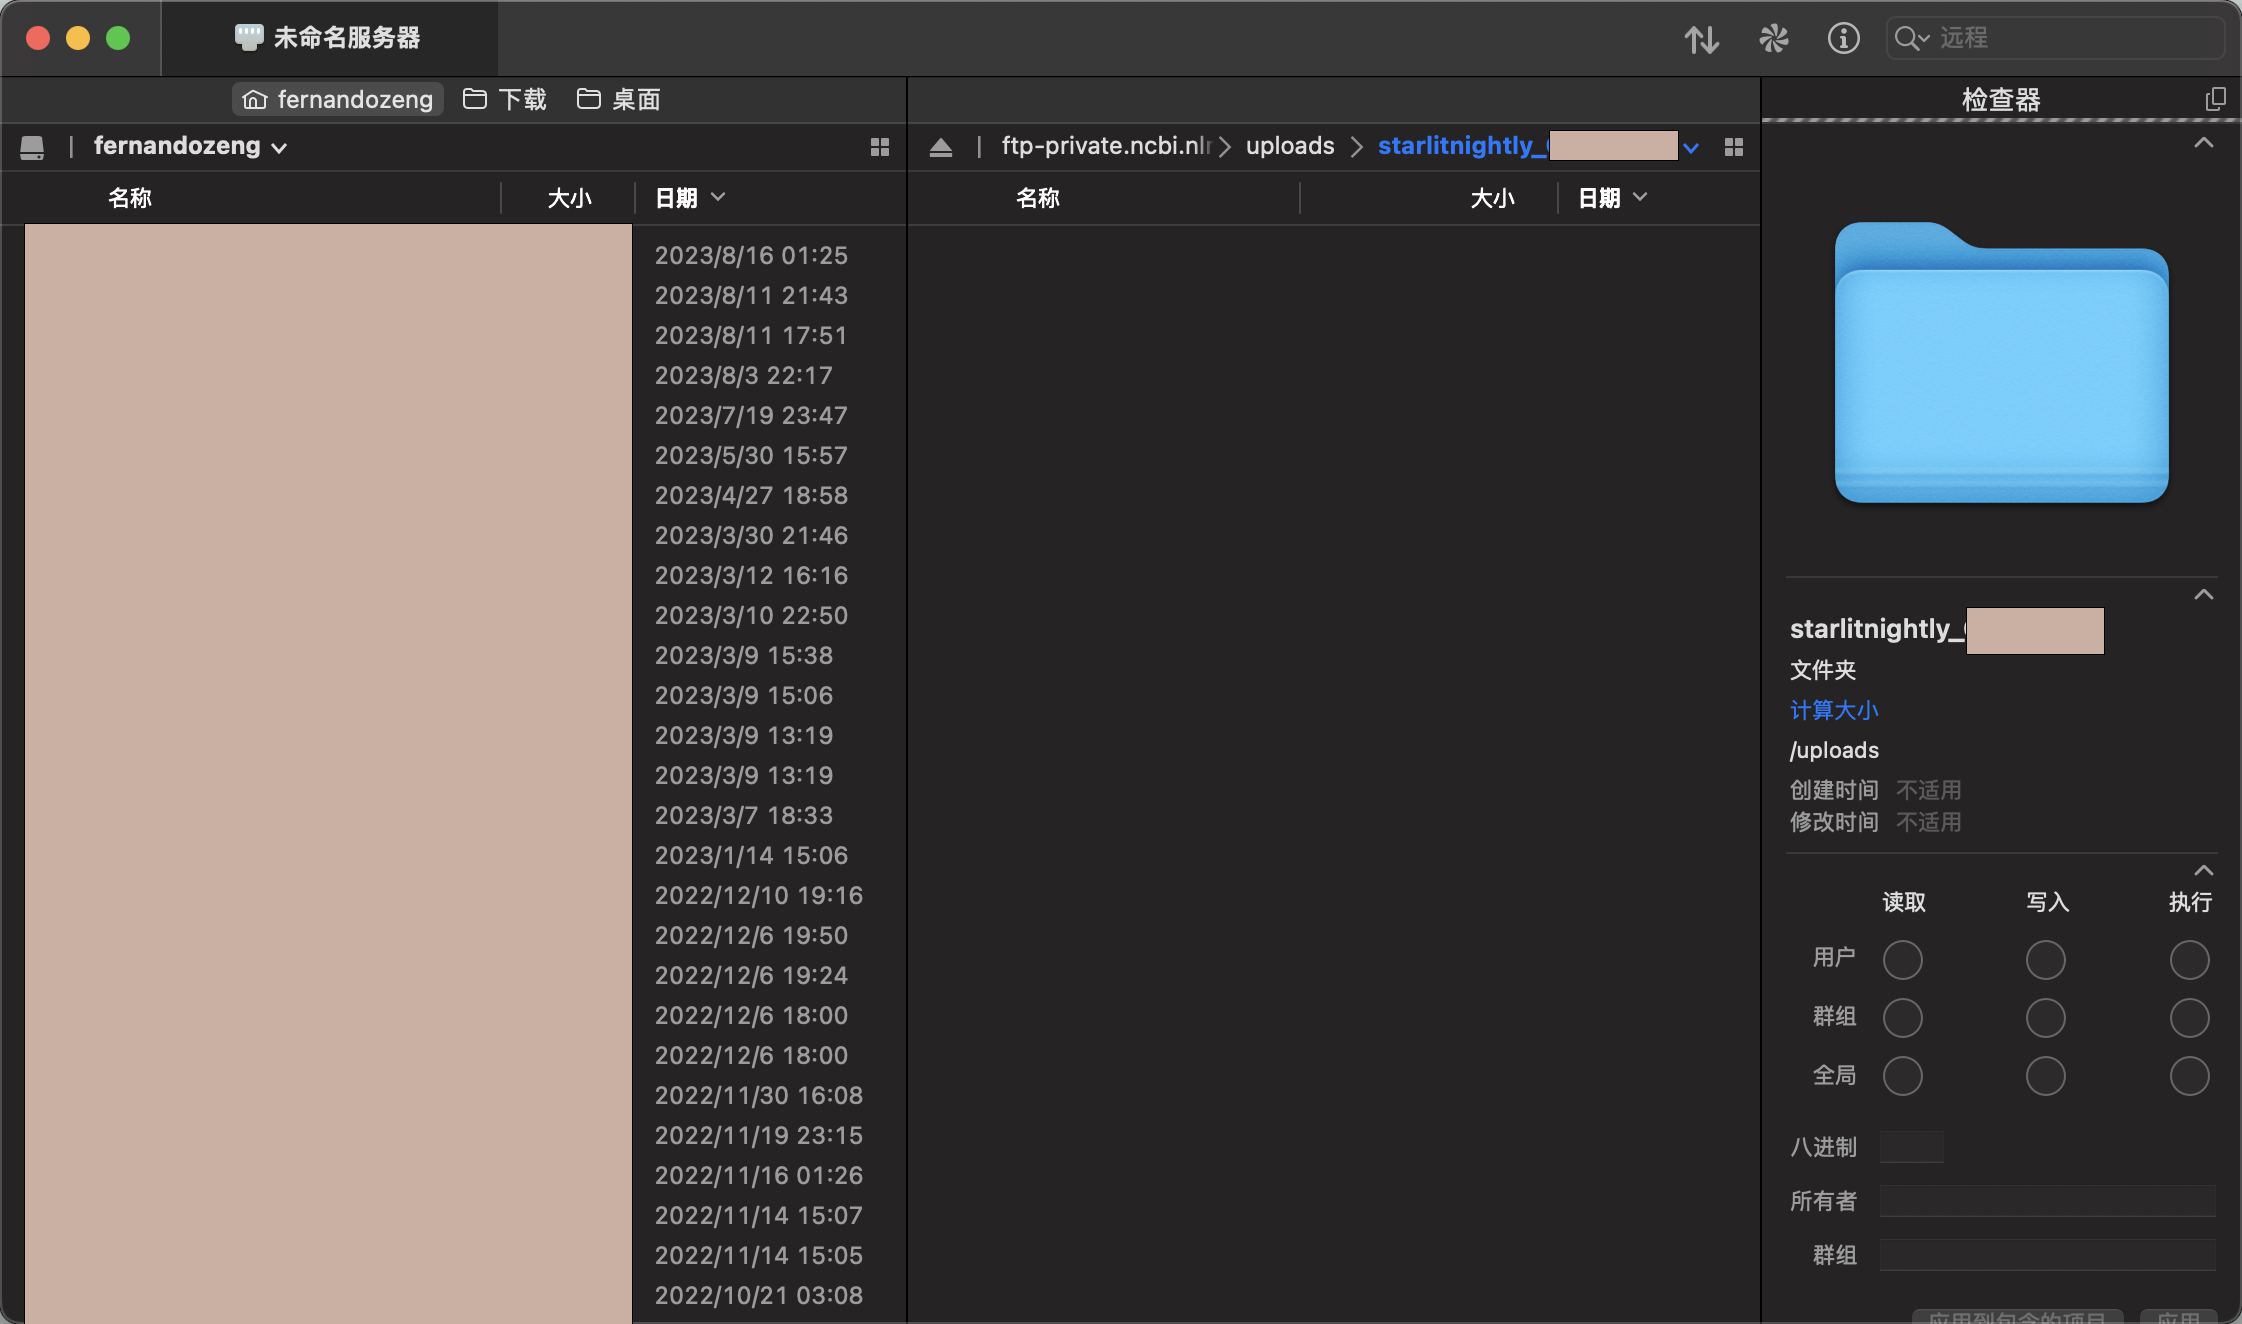 未命名服务器
远程
fernandozeng 下载 桌面
检查器
fernandozeng
ftp-private.ncbi.nlr uploads starlitnightly_
名称 大小 日期
名称 大小 日期
2023/8/16 01:25
2023/8/11 21:43
2023/8/11 17:51
2023/8/3 22:17
2023/7/19 23:47
2023/5/30 15:57
2023/4/27 18:58
2023/3/30 21:46
2023/3/12 16:16
2023/3/10 22:50
2023/3/9 15:38
2023/3/9 15:06
2023/3/9 13:19
2023/3/9 13:19
2023/3/7 18:33
2023/1/14 15:06
2022/12/10 19:16
2022/12/6 19:50
2022/12/6 19:24
2022/12/6 18:00
2022/12/6 18:00
2022/11/30 16:08
2022/11/19 23:15
2022/11/16 01:26
2022/11/14 15:07
2022/11/14 15:05
2022/10/21 03:08
starlitnightly_
文件夹
计算大小
/uploads
创建时间 不适用
修改时间 不适用
读取 写入 执行
用户
群组
全局
八进制
所有者
群组
应用到包含的项目 应用